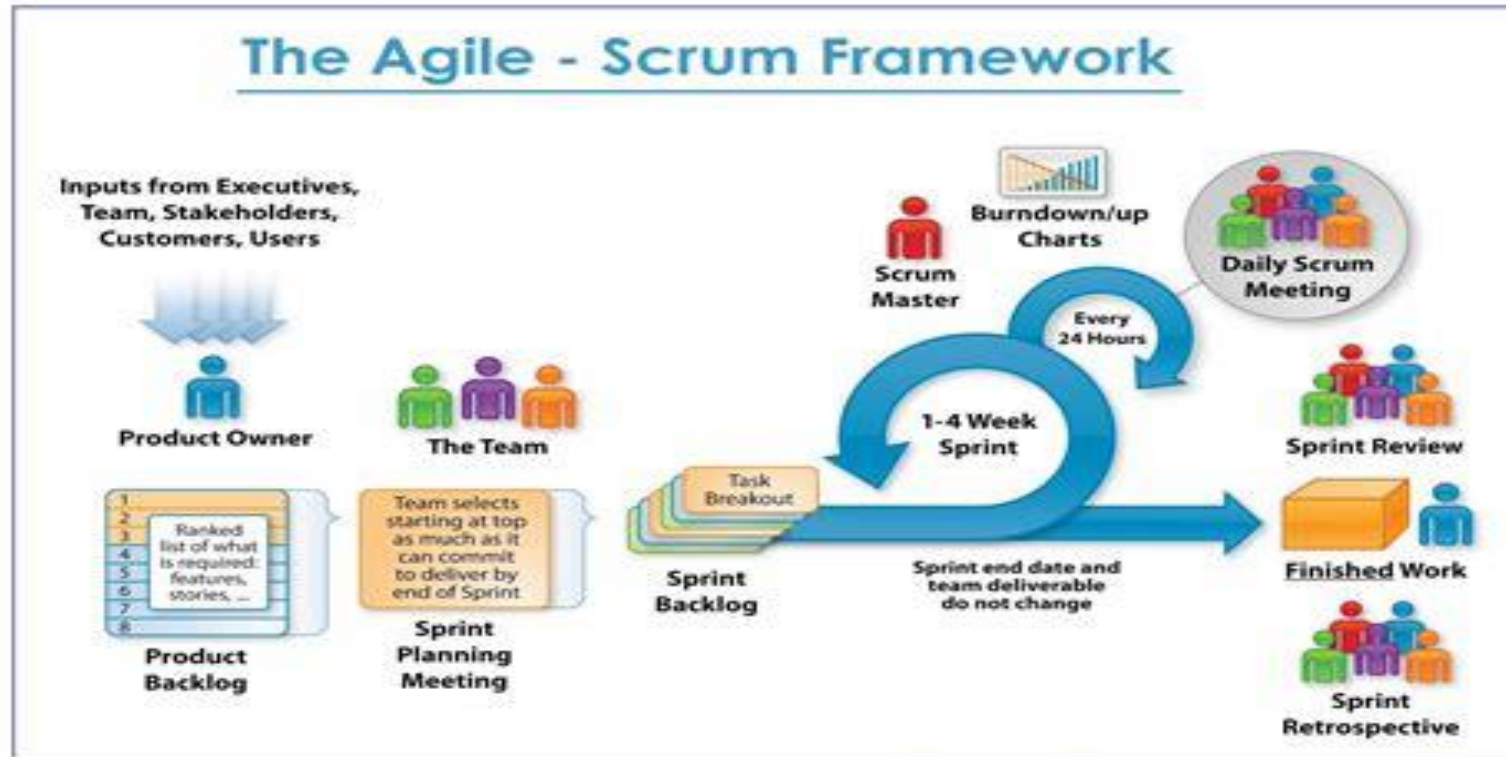 The Agile - Scrum Framework
Inputs from Executives,
Team, Stakeholders,
Customers, Users
Product Owner
The Team
1
2
3
4
5
6
7
8
Ranked
list of what
is required:
features,
stories, ...
Product
Backlog
Team selects
starting at top
as much as it
can commit
to deliver by
end of Sprint
Sprint
Planning
Meeting
Task
Breakout
Sprint
Backlog
Scrum
Master
Burndown/up
Charts
Every
24 Hours
1-4 Week
Sprint
Sprint end date and
team deliverable
do not change
Daily Scrum
Meeting
Sprint Review
Finished Work
Sprint
Retrospective